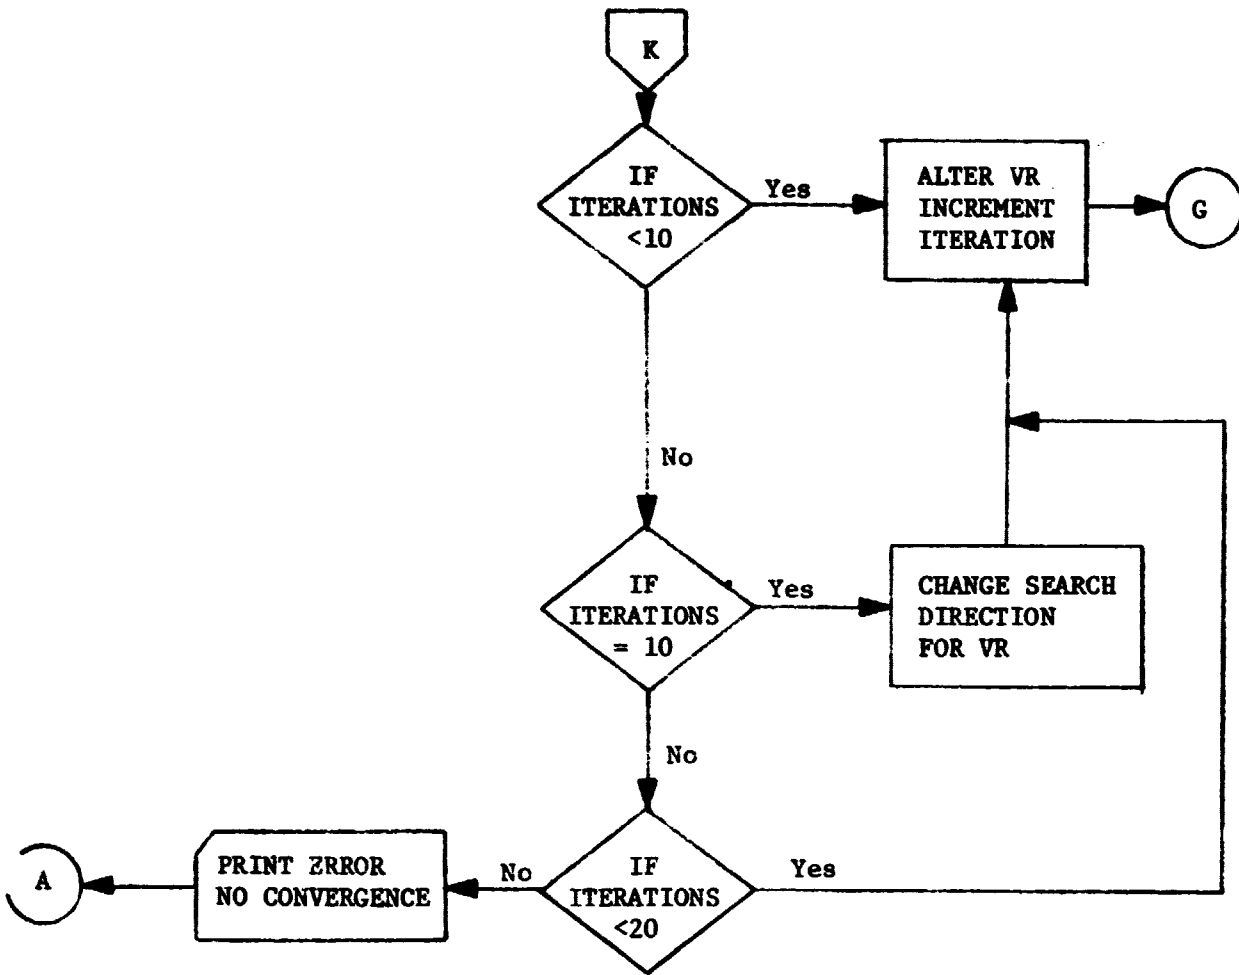 K
IF
ITERATIONS
<10
Yes
ALTER VR
INCREMENT
ITERATION
G
No
IF
ITERATIONS
= 10
Yes
CHANGE SEARCH
DIRECTION
FOR VR
No
IF
ITERATIONS
<20
Yes
No
PRINT ERROR
NO CONVERGENCE
A